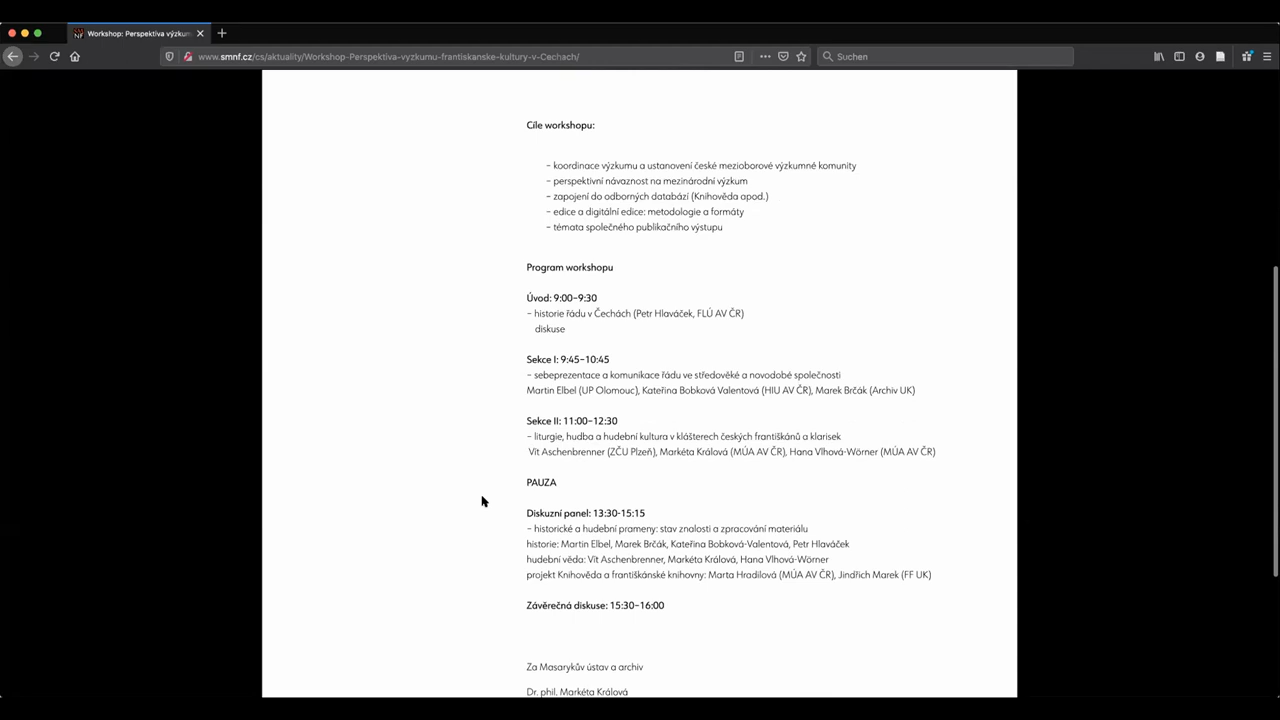 Workshop: Perspektiva výzkum
www.smnf.cz/cs/aktuality/Workshop-Perspektiva-vyzkumu-frantiskanske-kultury-v-Cechach/
Suchen
Cíle workshopu:
– koordinace výzkumu a ustanovení české mezioborové výzkumné komunity
– perspektivní návaznost na mezinárodní výzkum
– zapojení do odborných databází (Knihověda apod.)
– edice a digitální edice: metodologie a formáty
– témata společného publikačního výstupu
Program workshopu
Úvod: 9:00–9:30
– historie řádu v Čechách (Petr Hlaváček, FLÚ AV ČR)
diskuse
Sekce I: 9:45–10:45
– sebeprezentace a komunikace řádu ve středověké a novodobé společnosti
Martin Elbel (UP Olomouc), Kateřina Bobková Valentová (HIU AV ČR), Marek Brčák (Archiv UK)
Sekce II: 11:00–12:30
– liturgie, hudba a hudební kultura v klášterech českých františkánů a klarisek
Vít Aschenbrenner (ZČU Plzeň), Markéta Králová (MÚA AV ČR), Hana Vlhová-Wörner (MÚA AV ČR)
PAUZA
Diskuzní panel: 13:30-15:15
– historické a hudební prameny: stav znalosti a zpracování materiálu
historie: Martin Elbel, Marek Brčák, Kateřina Bobková-Valentová, Petr Hlaváček
hudební věda: Vít Aschenbrenner, Markéta Králová, Hana Vlhová-Wörner
projekt Knihověda a františkánské knihovny: Marta Hradilová (MÚA AV ČR), Jindřich Marek (FF UK)
Závěrečná diskuse: 15:30–16:00
Za Masarykův ústav a archiv
Dr. phil. Markéta Králová